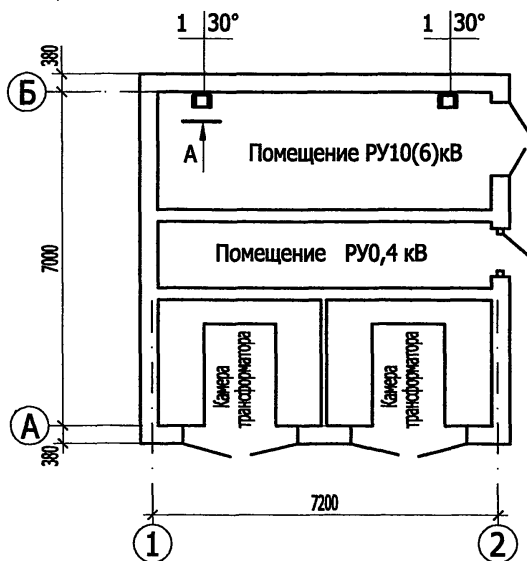 1 30° 1 30°
380
Б
А
Помещение РУ10(6)кВ
7000
Помещение РУ0,4 кВ
Камера
трансформатора
Камера
трансформатора
А
380
7200
1 2